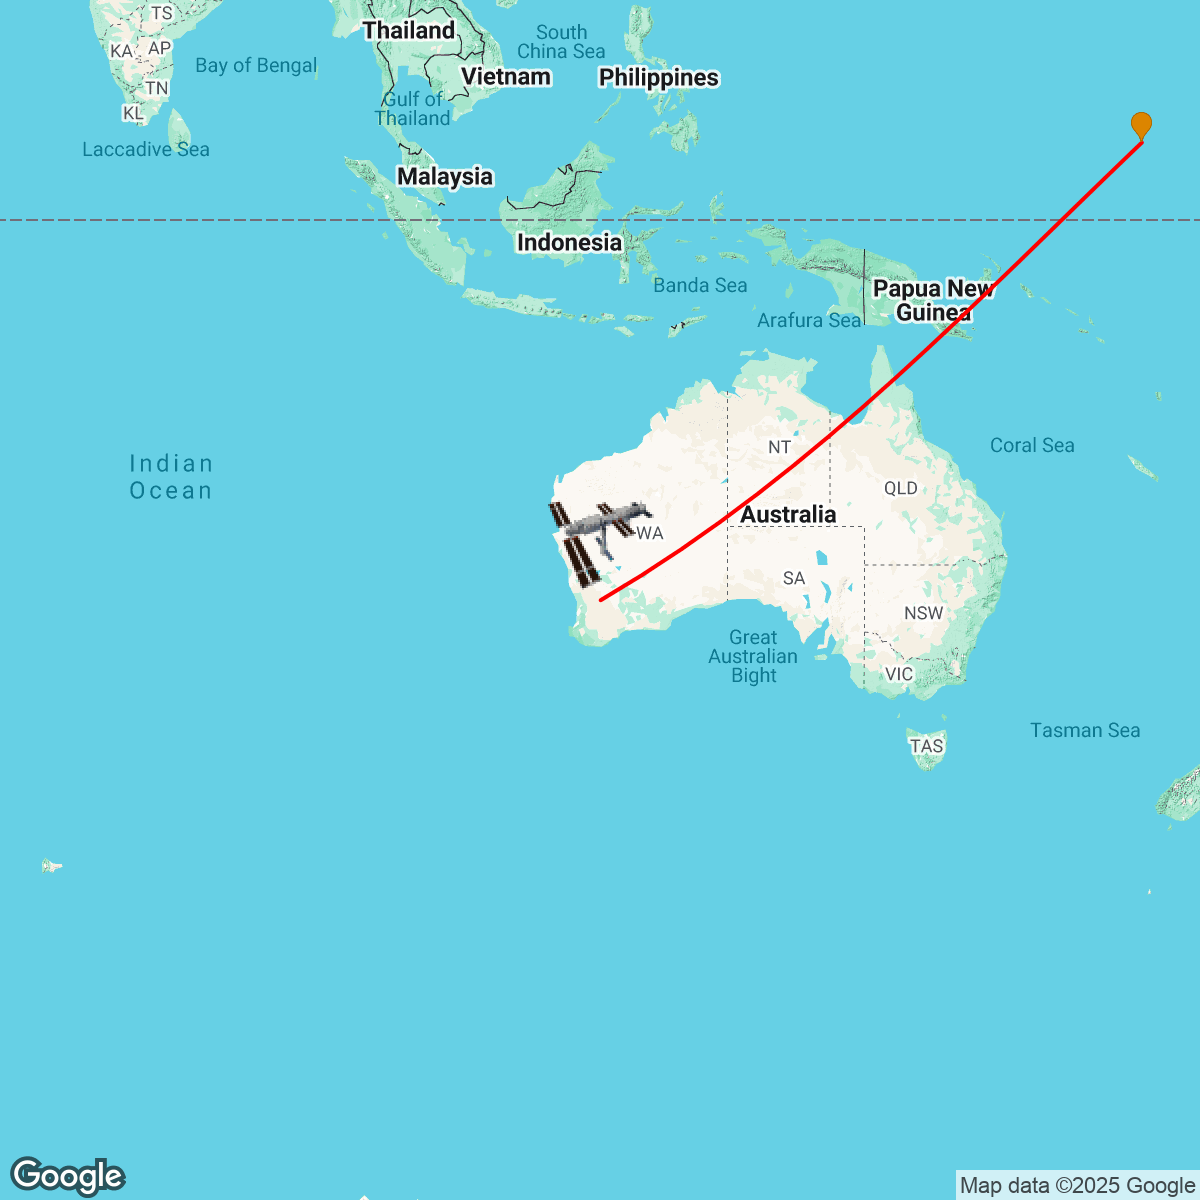 TS
Thailand
South
China Sea
KA
AP
Bay of Bengal
Vietnam
Philippines
TN
Gulf of
Thailand
KL
Laccadive Sea
Malaysia
Indonesia
Banda Sea
Papua New
Guinea
Arafura Sea
Coral Sea
NT
Indian
Ocean
QLD
Australia
WA
SA
NSW
Great
Australian
Bight
VIC
Tasman Sea
TAS
Google
Map data ©2025 Google